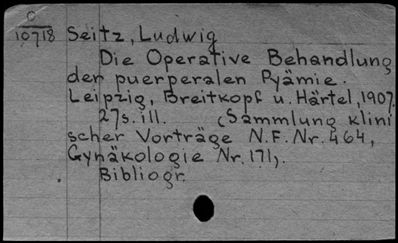 O
10718 Seitz, Ludwig
Die Operative Behandlung
der puerperalen Pyämie.
Leipzig, Breitkopf u. Härtel, 1907.
27s. ill. (Sammlung klini
scher Vorträge N.F. Nr. 464,
Gynäkologie Nr. 171).
Bibliogr.